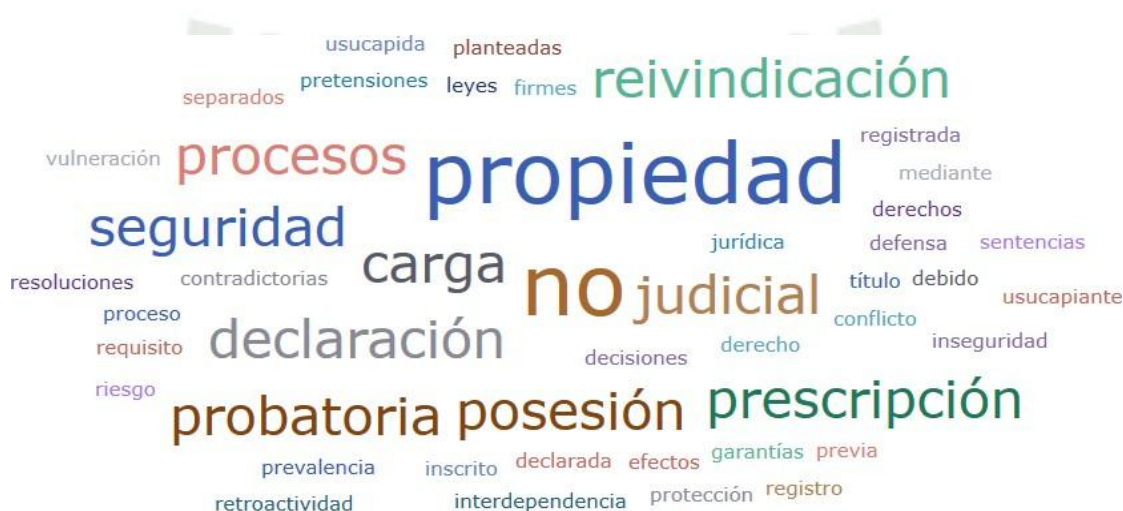 usucapida planteadas
pretensiones leyes firmes reivindicación
separados
procesos propiedad registrada
vulneración mediante
seguridad derechos
jurídica defensa sentencias
resoluciones contradictorias carga no judicial título debido
usucapiante
proceso declaración conflicto
requisito decisiones derecho inseguridad
riesgo
probatoria posesión prescripción
prevalencia inscrito declarada efectos garantías previa
retroactividad interdependencia protección registro